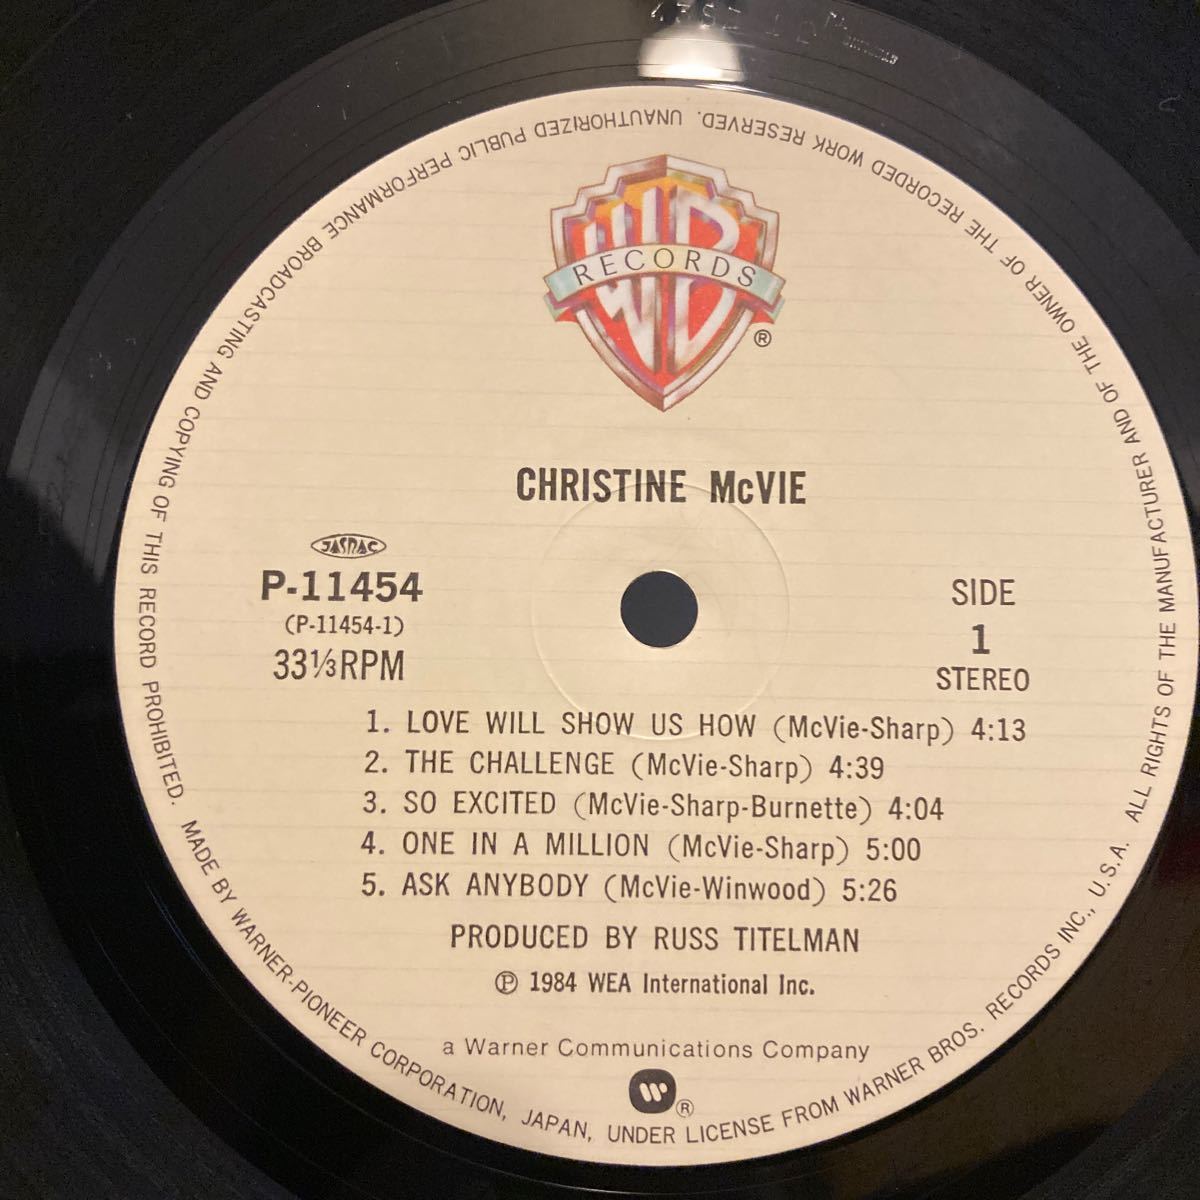 WB
RECORDS
®
CHRISTINE McVIE
JASRAC
P-11454
(P-11454-1)
33⅓RPM
SIDE
1
STEREO
1. LOVE WILL SHOW US HOW (McVie-Sharp) 4:13
2. THE CHALLENGE (McVie-Sharp) 4:39
3. SO EXCITED (McVie-Sharp-Burnette) 4:04
4. ONE IN A MILLION (McVie-Sharp) 5:00
5. ASK ANYBODY (McVie-Winwood) 5:26
PRODUCED BY RUSS TITELMAN
℗ 1984 WEA International Inc.
a Warner Communications Company
W
®
MADE BY WARNER-PIONEER CORPORATION, JAPAN, UNDER LICENSE FROM WARNER BROS. RECORDS INC., U.S.A. ALL RIGHTS OF THE MANUFACTURER AND OF THE OWNER OF THE RECORDED WORK RESERVED. UNAUTHORIZED PUBLIC PERFORMANCE BROADCASTING AND COPYING OF THIS RECORD PROHIBITED.